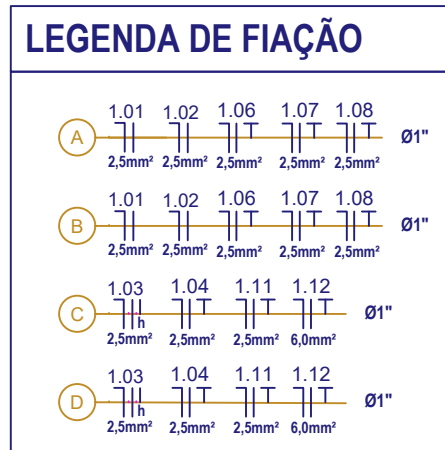 LEGENDA DE FIAÇÃO
1.01 1.02 1.06 1.07 1.08
A Ø1"
2,5mm² 2,5mm² 2,5mm² 2,5mm² 2,5mm²
1.01 1.02 1.06 1.07 1.08
B Ø1"
2,5mm² 2,5mm² 2,5mm² 2,5mm² 2,5mm²
1.03 1.04 1.11 1.12
C Ø1"
h
2,5mm² 2,5mm² 2,5mm² 6,0mm²
1.03 1.04 1.11 1.12
D Ø1"
h
2,5mm² 2,5mm² 2,5mm² 6,0mm²